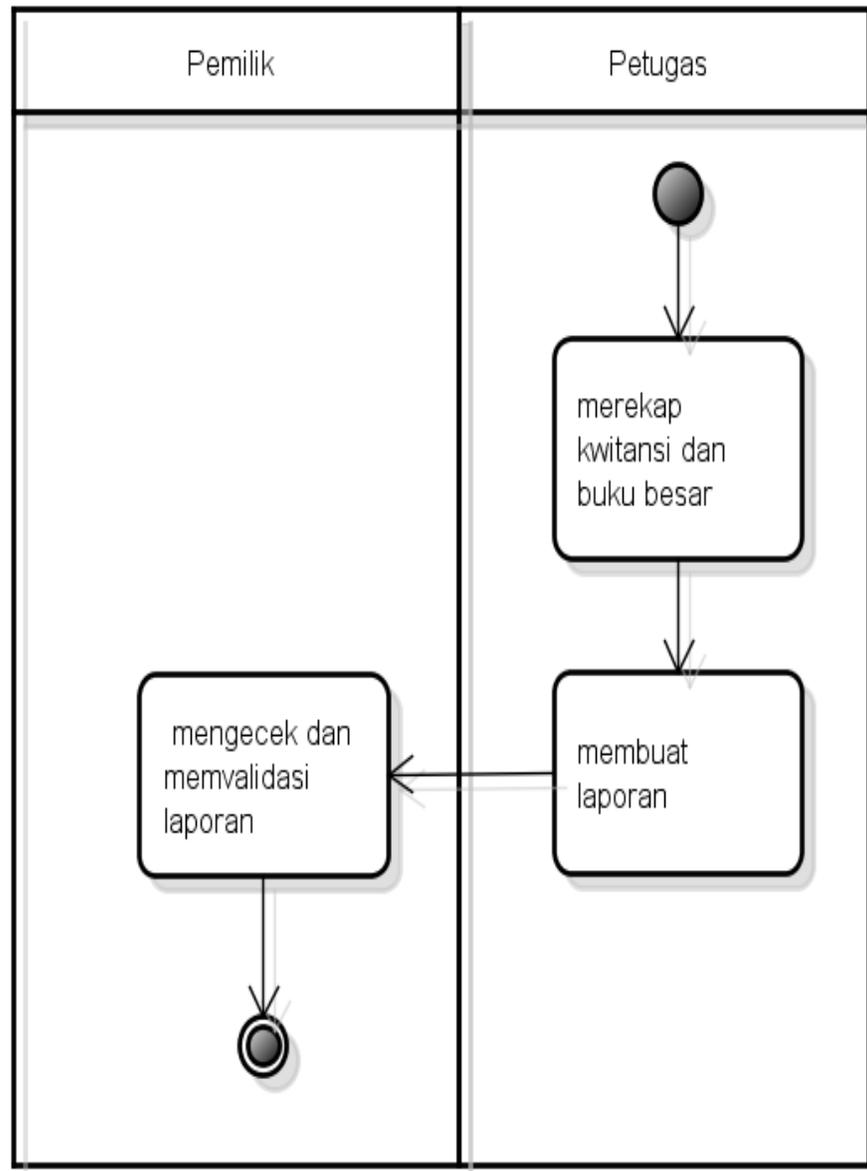 Pemilik
Petugas
merekap
kwitansi dan
buku besar
membuat
laporan
mengecek dan
memvalidasi
laporan